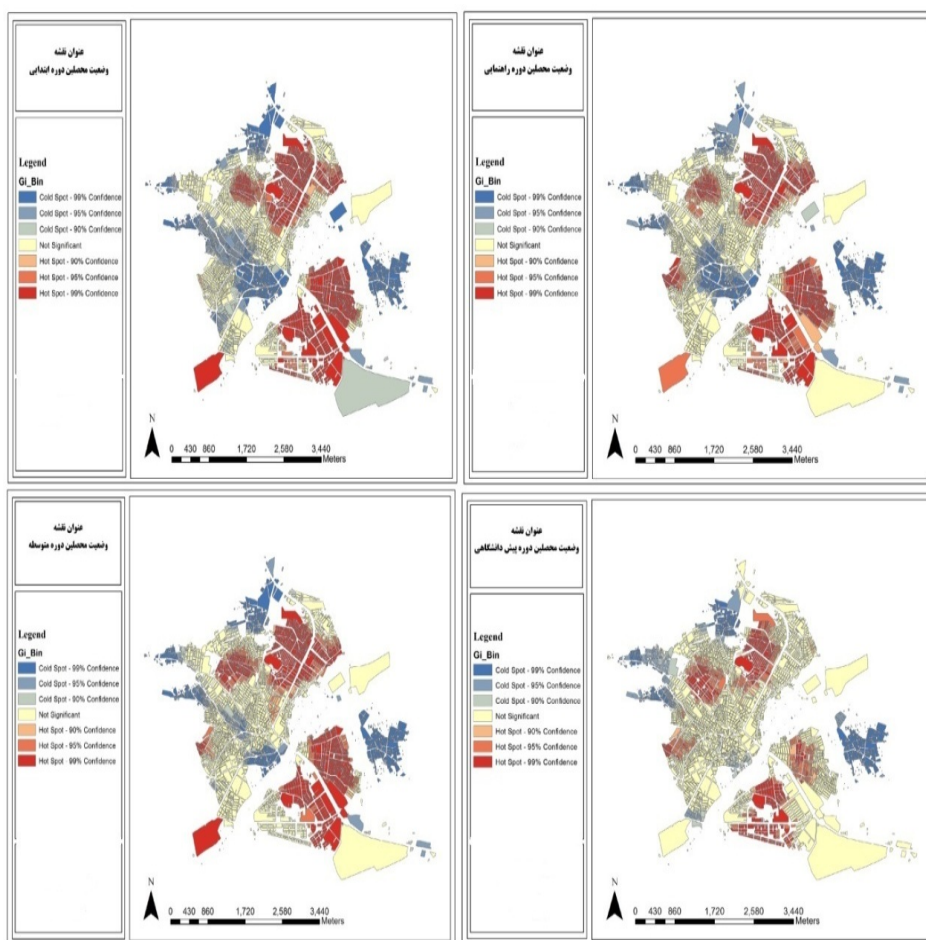 عنوان نقشه
وضعیت محصلین دوره ابتدایی
Legend
Gi_Bin
Cold Spot - 99% Confidence
Cold Spot - 95% Confidence
Cold Spot - 90% Confidence
Not Significant
Hot Spot - 90% Confidence
Hot Spot - 95% Confidence
Hot Spot - 99% Confidence
N
0 430 860 1,720 2,580 3,440
Meters
عنوان نقشه
وضعیت محصلین دوره راهنمایی
Legend
Gi_Bin
Cold Spot - 99% Confidence
Cold Spot - 95% Confidence
Cold Spot - 90% Confidence
Not Significant
Hot Spot - 90% Confidence
Hot Spot - 95% Confidence
Hot Spot - 99% Confidence
N
0 430 860 1,720 2,580 3,440
Meters
عنوان نقشه
وضعیت محصلین دوره متوسطه
Legend
Gi_Bin
Cold Spot - 99% Confidence
Cold Spot - 95% Confidence
Cold Spot - 90% Confidence
Not Significant
Hot Spot - 90% Confidence
Hot Spot - 95% Confidence
Hot Spot - 99% Confidence
N
0 430 860 1,720 2,580 3,440
Meters
عنوان نقشه
وضعیت محصلین دوره پیش دانشگاهی
Legend
Gi_Bin
Cold Spot - 99% Confidence
Cold Spot - 95% Confidence
Cold Spot - 90% Confidence
Not Significant
Hot Spot - 90% Confidence
Hot Spot - 95% Confidence
Hot Spot - 99% Confidence
N
0 430 860 1,720 2,580 3,440
Meters